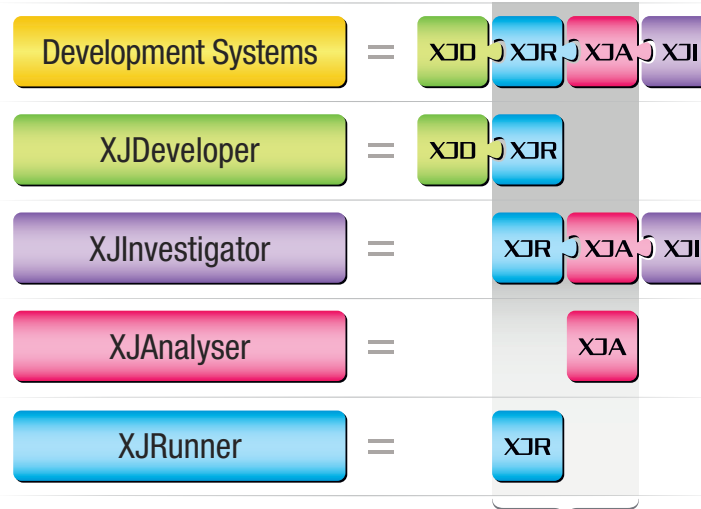 Development Systems = XJD XJR XJA XJI
XJDeveloper = XJD XJR
XJInvestigator = XJR XJA XJI
XJAnalyser = XJA
XJRunner = XJR